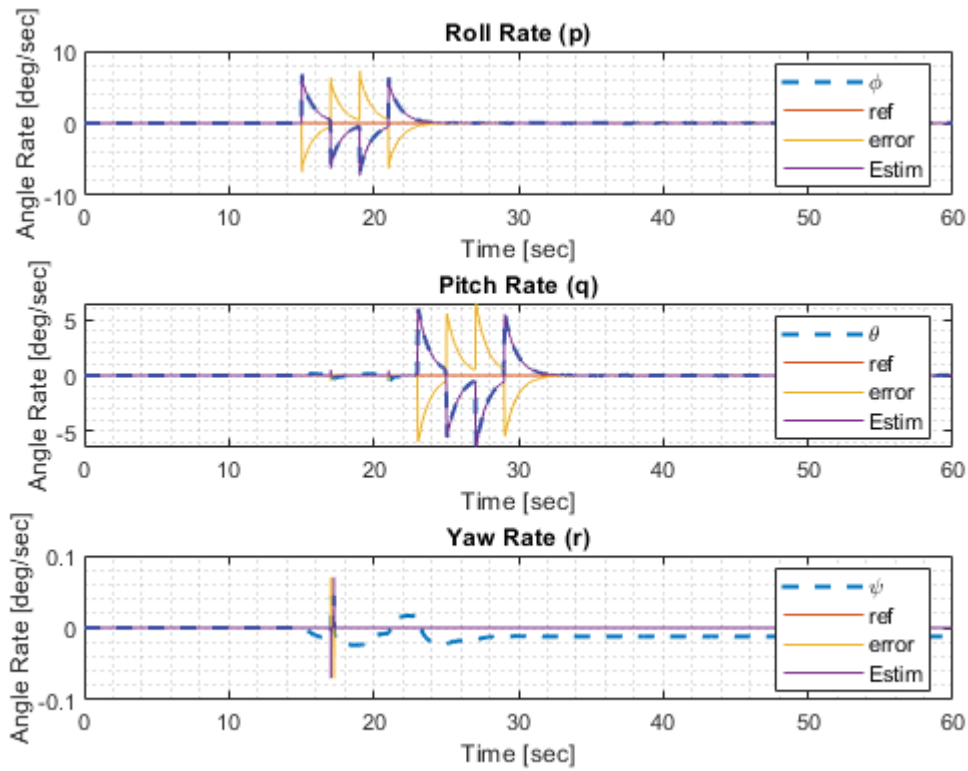 Roll Rate (p)
Angle Rate [deg/sec]
10
0
-10
0 10 20 30 40 50 60
Time [sec]
ϕ
ref
error
Estim
Pitch Rate (q)
Angle Rate [deg/sec]
5
0
-5
0 10 20 30 40 50 60
Time [sec]
θ
ref
error
Estim
Yaw Rate (r)
Angle Rate [deg/sec]
0.1
0
-0.1
0 10 20 30 40 50 60
Time [sec]
ψ
ref
error
Estim